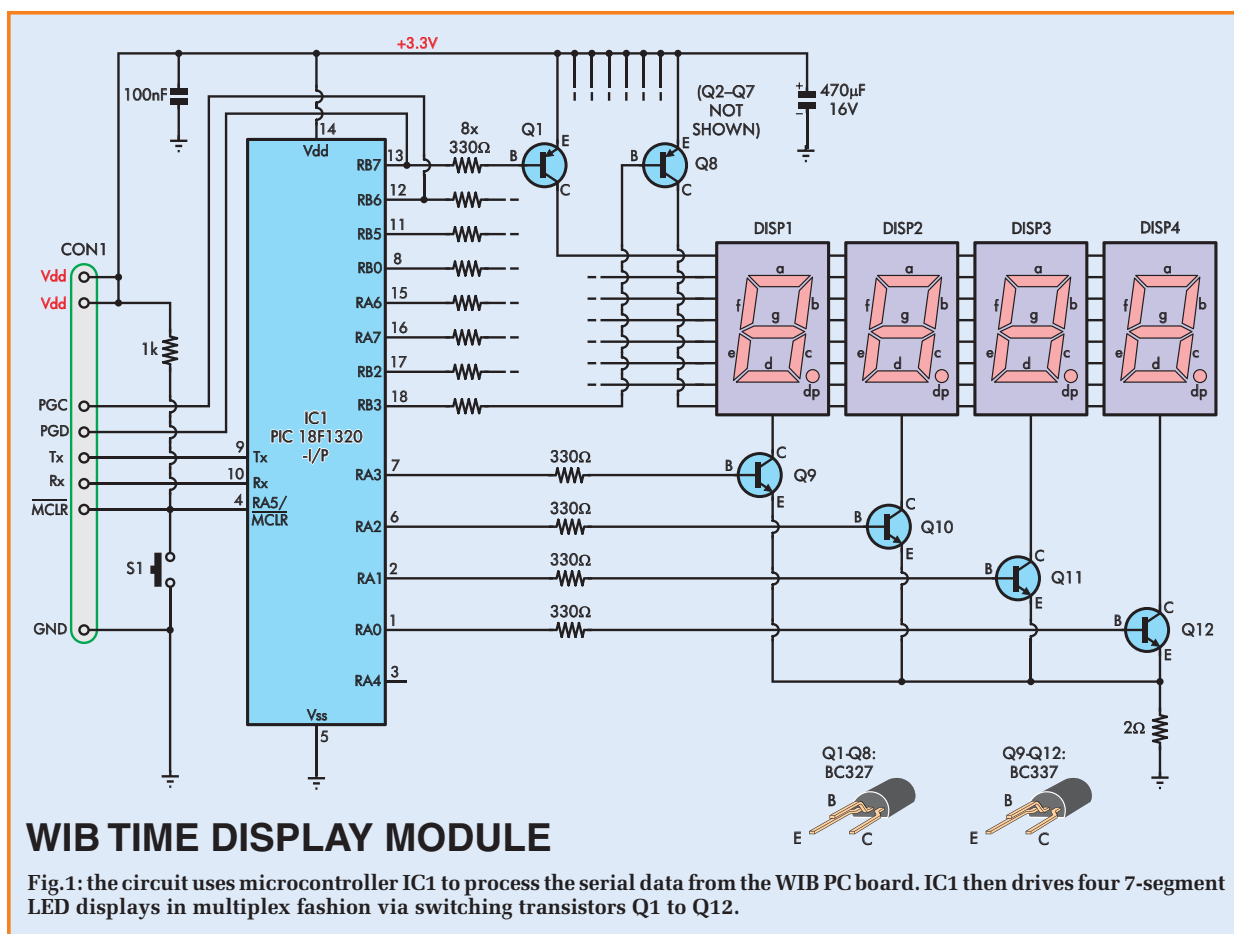 +3.3V
100nF
14
Vdd
8x
330Ω
Q1
(Q2–Q7
NOT
SHOWN)
+
–
470µF
16V
RB7
13
B
E
C
B
E
C
Q8
RB6
12
RB5
11
RB0
8
RA6
15
RA7
16
RB2
17
RB3
18
CON1
Vdd
Vdd
1k
PGC
PGD
Tx
Rx
MCLR
S1
GND
IC1
PIC 18F1320
-I/P
9
Tx
10
Rx
4
RA5/
MCLR
DISP1
DISP2
DISP3
DISP4
a
f
b
g
e
c
d
dp
a
f
b
g
e
c
d
dp
a
f
b
g
e
c
d
dp
a
f
b
g
e
c
d
dp
RA3
7
330Ω
B
C
E
Q9
RA2
6
330Ω
B
C
E
Q10
RA1
2
330Ω
B
C
E
Q11
RA0
1
330Ω
B
C
E
Q12
RA4
3
Vss
5
2Ω
Q1-Q8:
BC327
B
E
C
Q9-Q12:
BC337
B
E
C
WIB TIME DISPLAY MODULE
Fig.1: the circuit uses microcontroller IC1 to process the serial data from the WIB PC board. IC1 then drives four 7-segment
LED displays in multiplex fashion via switching transistors Q1 to Q12.